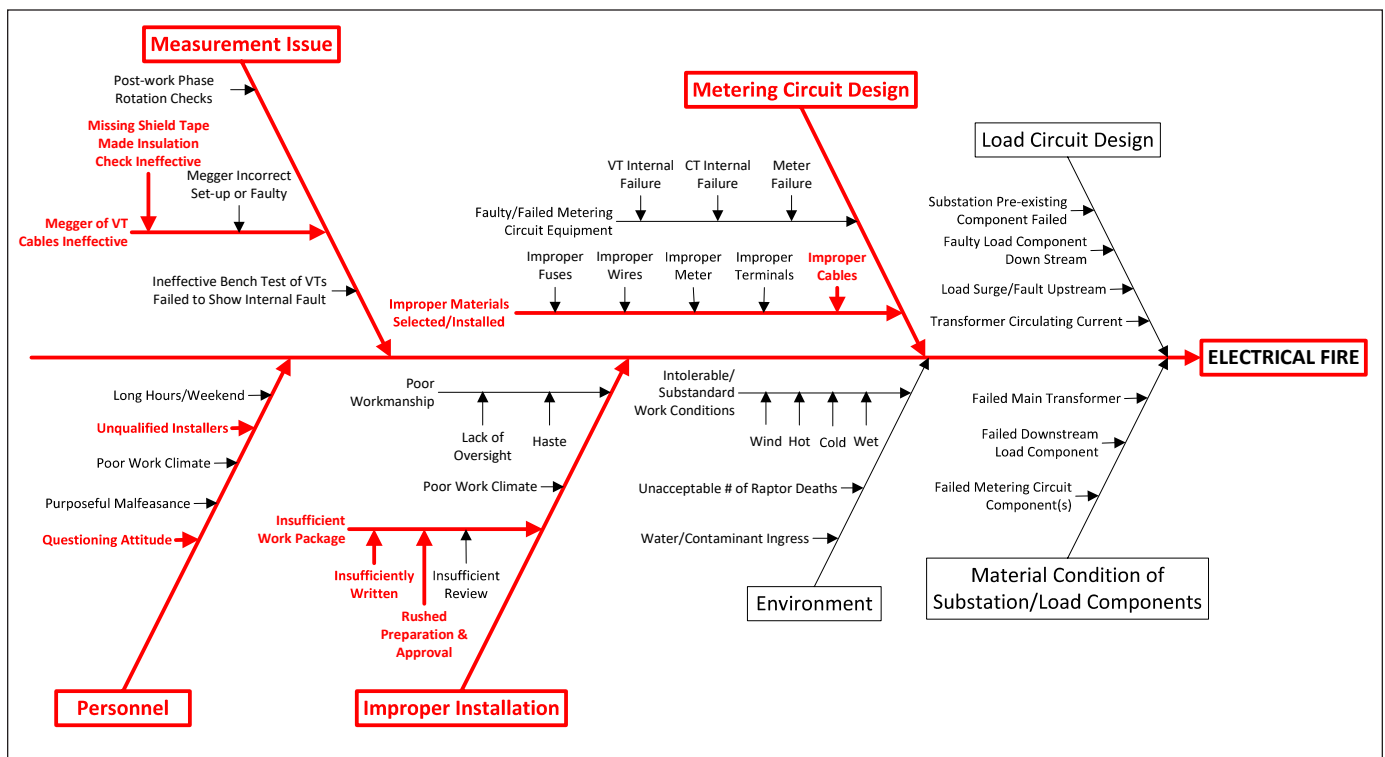 Measurement Issue
Post-work Phase
Rotation Checks
Missing Shield Tape
Made Insulation
Check Ineffective
Megger Incorrect
Set-up or Faulty
Megger of VT
Cables Ineffective
Ineffective Bench Test of VTs
Failed to Show Internal Fault
Metering Circuit Design
VT Internal
Failure
CT Internal
Failure
Meter
Failure
Faulty/Failed Metering
Circuit Equipment
Improper
Fuses
Improper
Wires
Improper
Meter
Improper
Terminals
Improper
Cables
Improper Materials
Selected/Installed
Load Circuit Design
Substation Pre-existing
Component Failed
Faulty Load Component
Down Stream
Load Surge/Fault Upstream
Transformer Circulating Current
ELECTRICAL FIRE
Long Hours/Weekend
Unqualified Installers
Poor Work Climate
Purposeful Malfeasance
Questioning Attitude
Personnel
Poor
Workmanship
Lack of
Oversight
Haste
Poor Work Climate
Insufficient
Work Package
Insufficiently
Written
Rushed
Preparation &
Approval
Insufficient
Review
Improper Installation
Intolerable/
Substandard
Work Conditions
Wind
Hot
Cold
Wet
Unacceptable # of Raptor Deaths
Water/Contaminant Ingress
Environment
Failed Main Transformer
Failed Downstream
Load Component
Failed Metering Circuit
Component(s)
Material Condition of
Substation/Load Components